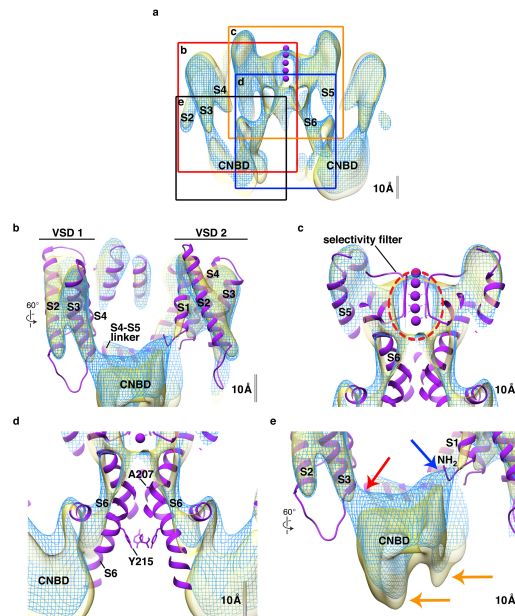 a
c
b
d
S4
S5
e
S3
S2
S6
CNBD
CNBD
10Å
b
VSD 1
VSD 2
S4
S2
S3
S3
S1
S2
S4
60°
S4-S5
linker
CNBD
10Å
c
selectivity filter
S5
S6
10Å
d
A207
S6
S6
Y215
CNBD
S6
10Å
e
S1
NH2
S2
S3
60°
CNBD
10Å